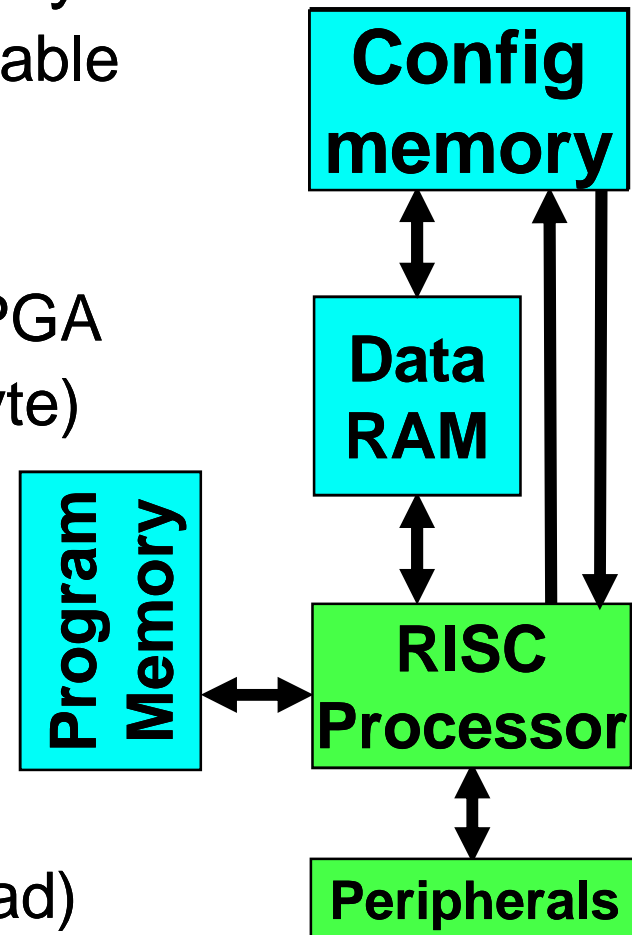 able
Config
memory
PGA
yte)
Data
RAM
Program
Memory
RISC
Processor
ad)
Peripherals